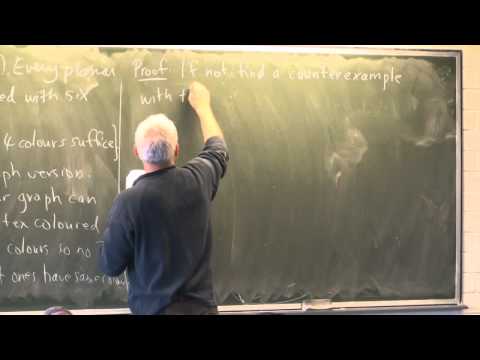 ). Every planar
ed with six
4 colours suffice}
ph version.
r graph can
tex coloured
colours so no
ones have same
Proof. If not, find a counterexample
with t